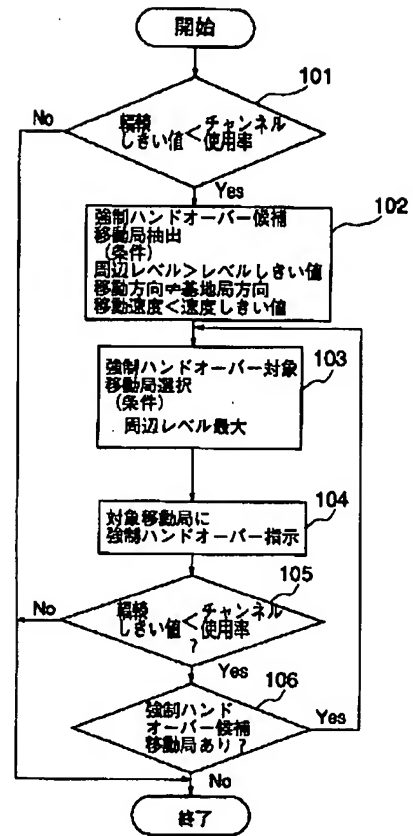 開始
101
No
輻輳
しきい値<チャンネル
使用率
Yes
102
強制ハンドオーバー候補
移動局抽出
(条件)
周辺レベル>レベルしきい値
移動方向≠基地局方向
移動速度<速度しきい値
103
強制ハンドオーバー対象
移動局選択
(条件)
周辺レベル最大
104
対象移動局に
強制ハンドオーバー指示
105
No
輻輳
しきい値<チャンネル
使用率
?
Yes
106
強制ハンド
オーバー候補
移動局あり?
Yes
No
終了